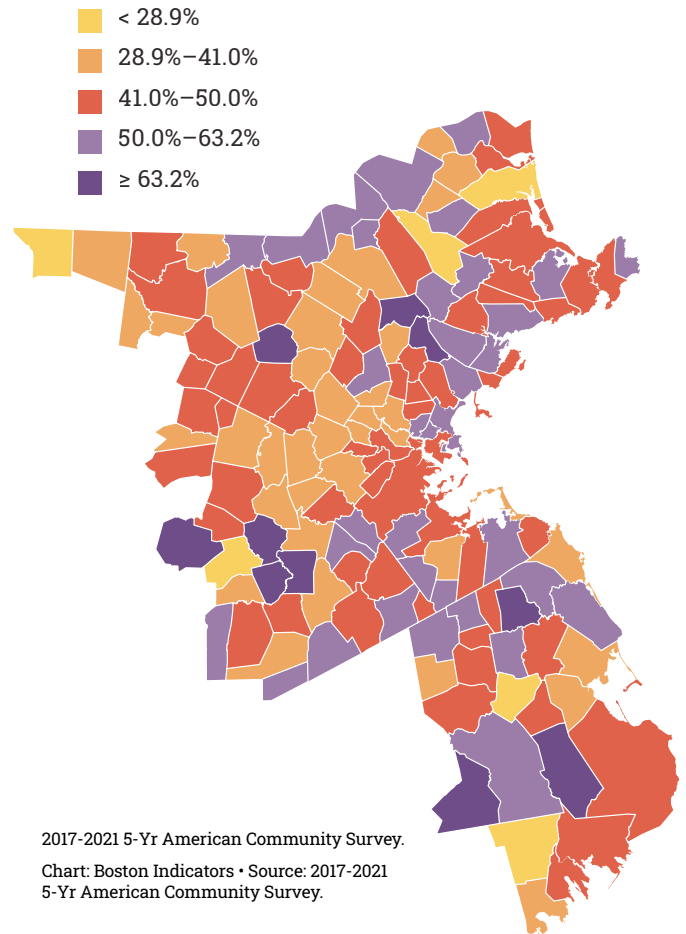 < 28.9%
28.9%–41.0%
41.0%–50.0%
50.0%–63.2%
≥ 63.2%
2017-2021 5-Yr American Community Survey.
Chart: Boston Indicators • Source: 2017-2021
5-Yr American Community Survey.